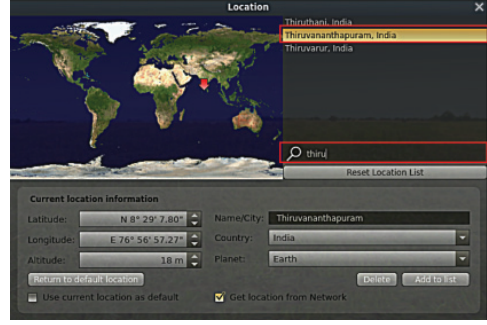 Location
Thiruthani, India
Thiruvananthapuram, India
Thiruvarur, India
thiru
Reset Location List
Current location information
Latitude: N 8° 29' 7.80" Name/City: Thiruvananthapuram
Longitude: E 76° 56' 57.27" Country: India
Altitude: 18 m Planet: Earth
Return to default location Delete Add to list
Use current location as default Get location from Network